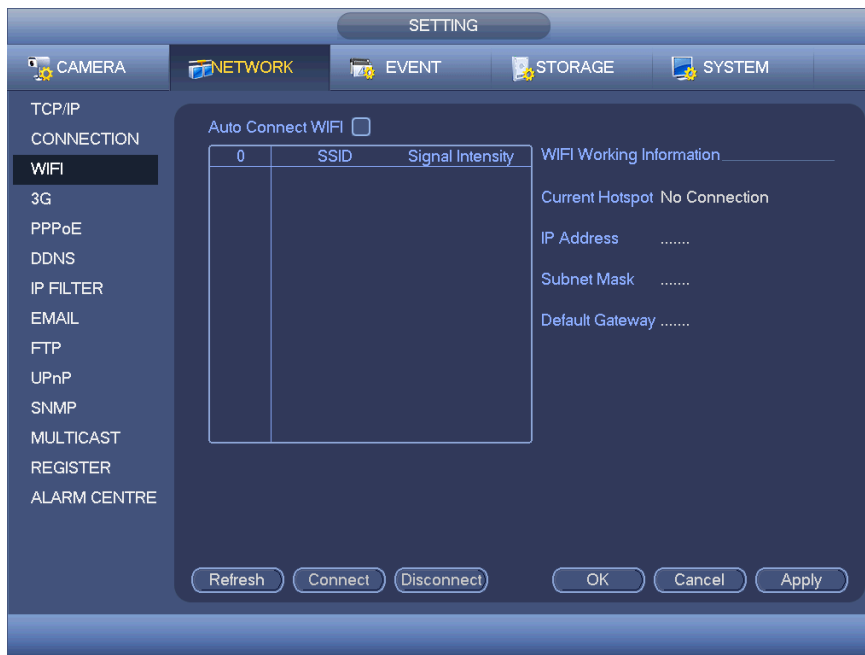 SETTING
CAMERA NETWORK EVENT STORAGE SYSTEM
TCP/IP
CONNECTION
WIFI
3G
PPPoE
DDNS
IP FILTER
EMAIL
FTP
UPnP
SNMP
MULTICAST
REGISTER
ALARM CENTRE
Auto Connect WIFI
0 SSID Signal Intensity
WIFI Working Information
Current Hotspot No Connection
IP Address .......
Subnet Mask .......
Default Gateway .......
Refresh Connect Disconnect OK Cancel Apply